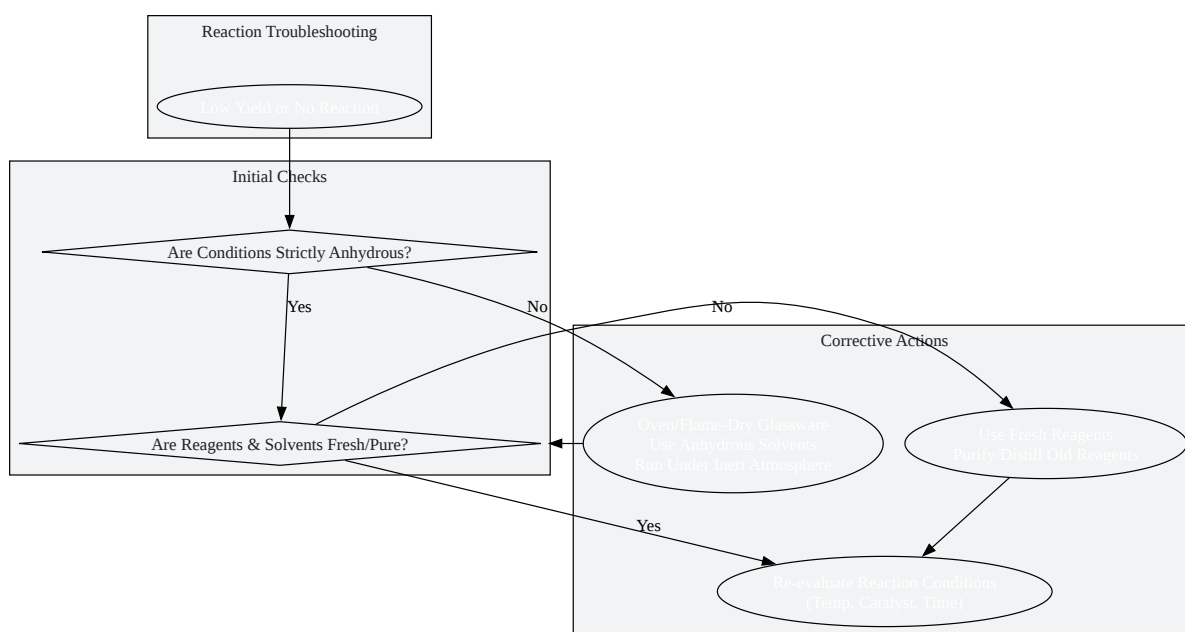 Reaction Troubleshooting
Low Yield or No Reaction
Initial Checks
Are Conditions Strictly Anhydrous?
Yes
No
No
Corrective Actions
Oven/Flame-Dry Glassware
Use Anhydrous Solvents
Run Under Inert Atmosphere
Use Fresh Reagents
Purify/Distill Old Reagents
Are Reagents & Solvents Fresh/Pure?
Yes
Re-evaluate Reaction Conditions
(Temp, Catalyst, Time)